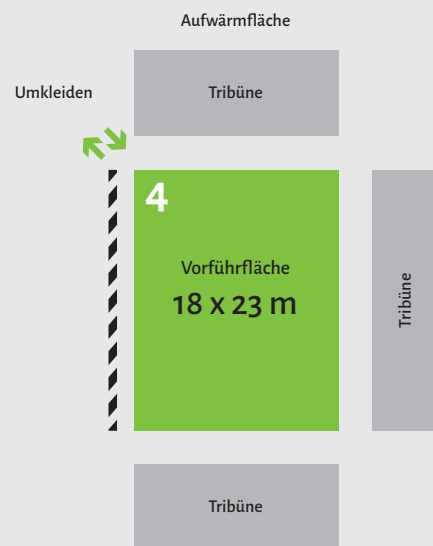 Aufwärmfläche
Umkleiden
Tribüne
4
Vorführfläche
18 x 23 m
Tribüne
Tribüne